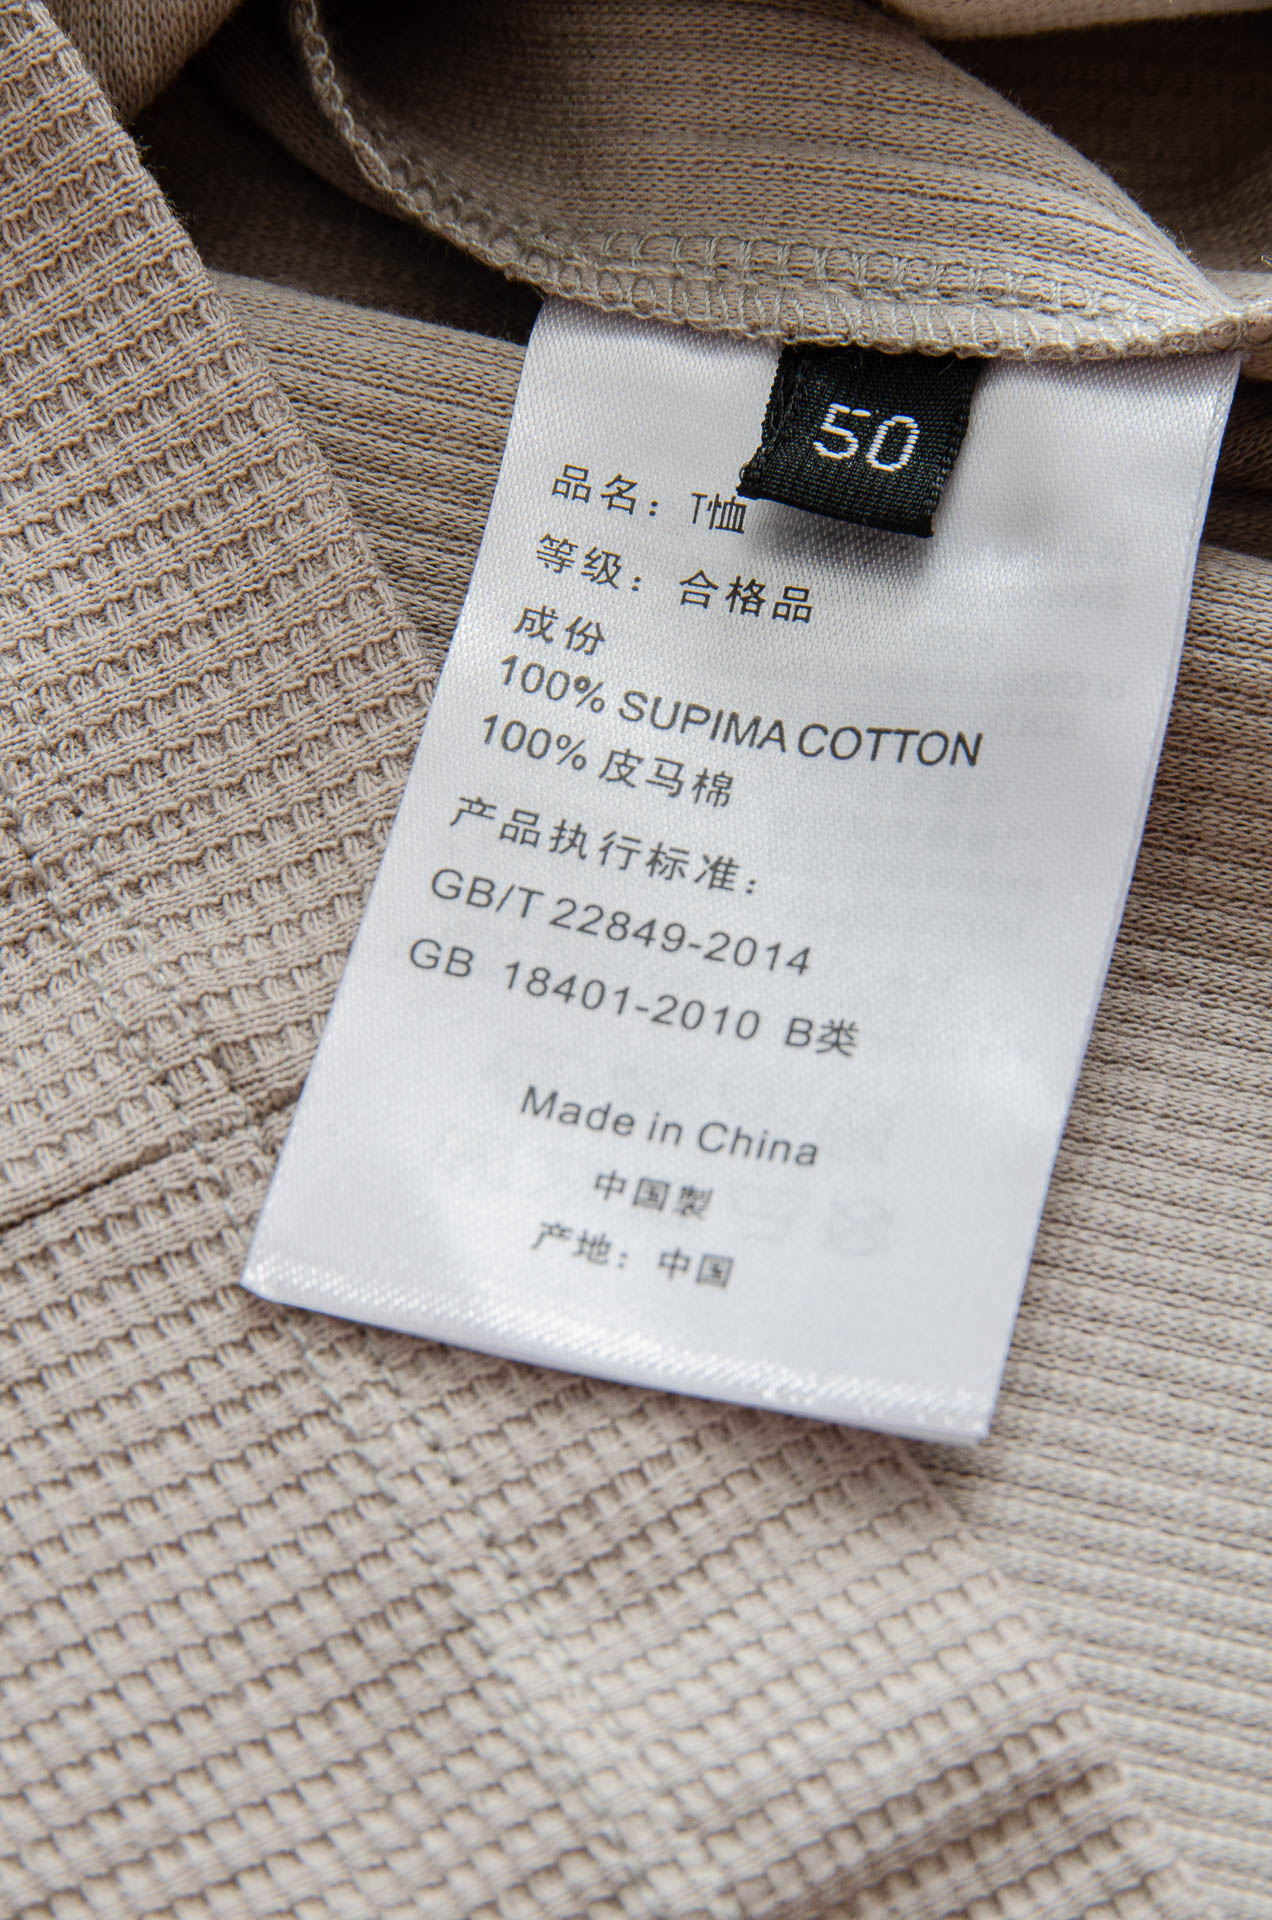 50
品名：T恤
等级：合格品
成份
100% SUPIMA COTTON
100% 皮马棉
产品执行标准：
GB/T 22849-2014
GB 18401-2010 B类
Made in China
中国製
产地：中国